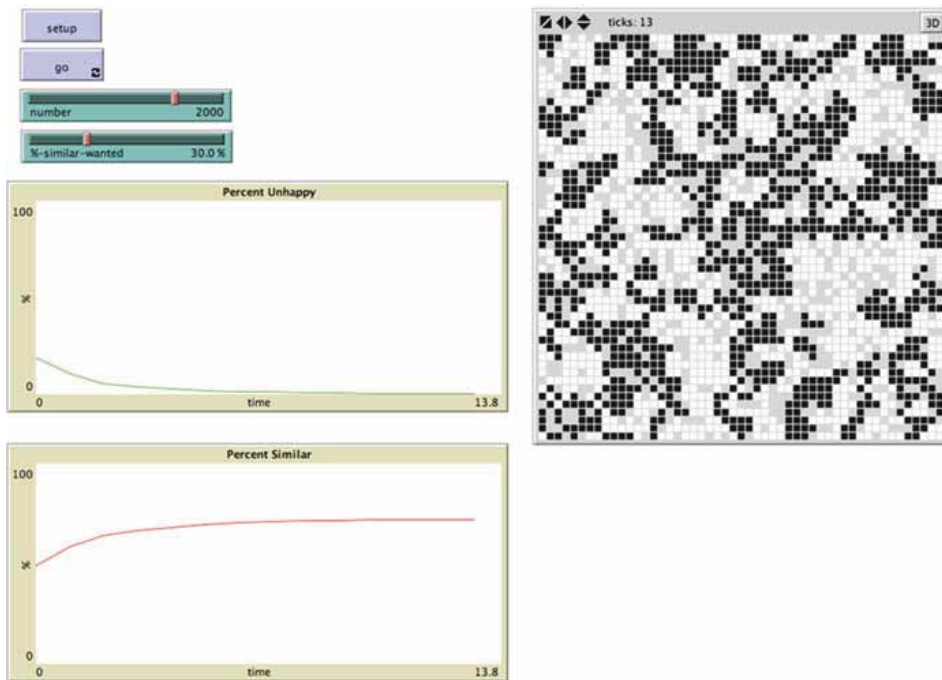 setup
go
number 2000
%-similar-wanted 30.0 %
ticks: 13
3D
Percent Unhappy
100
%
0
0 time 13.8
Percent Similar
100
%
0
0 time 13.8